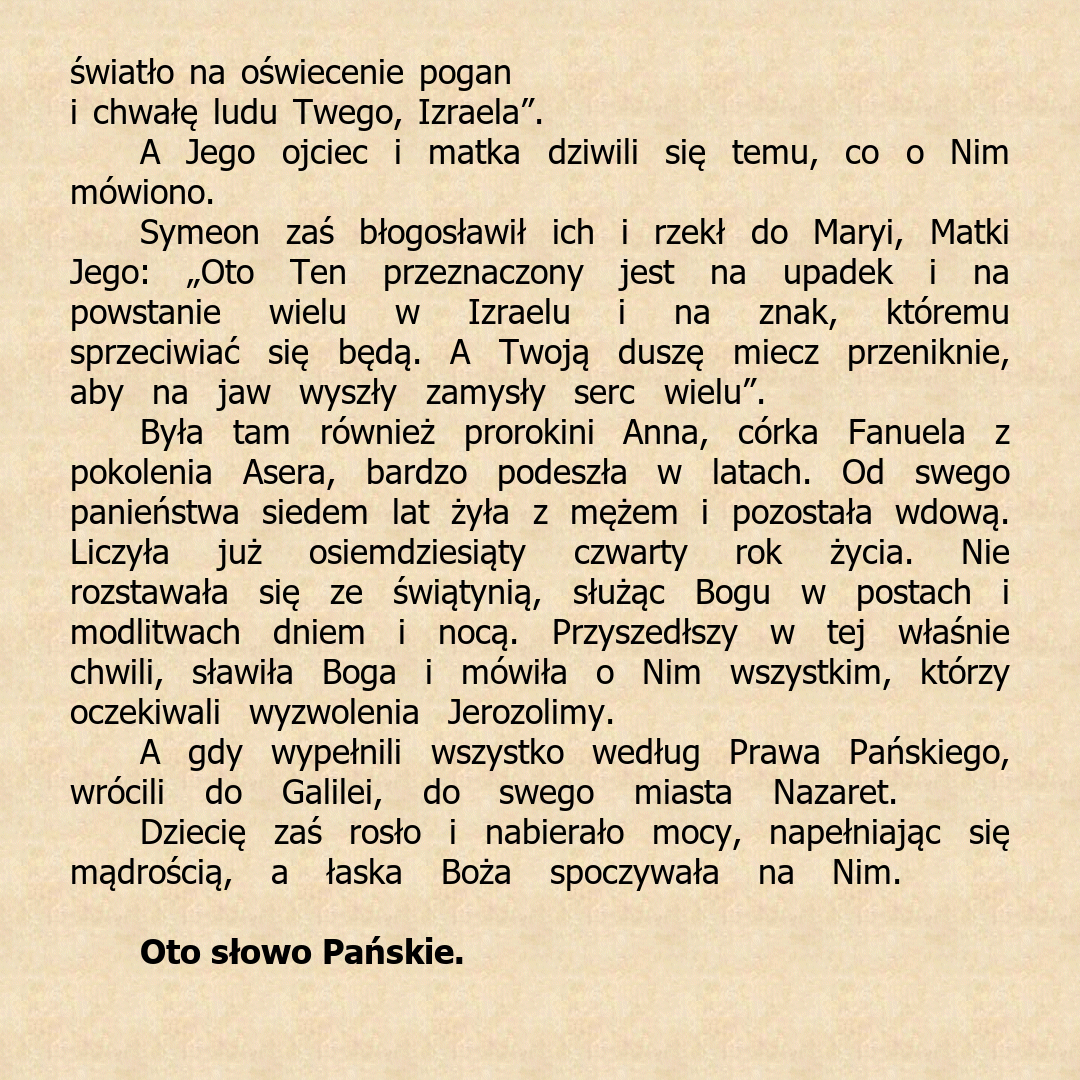 światło na oświecenie pogan
i chwałę ludu Twego, Izraela”.
A Jego ojciec i matka dziwili się temu, co o Nim
mówiono.
Symeon zaś błogosławił ich i rzekł do Maryi, Matki
Jego: „Oto Ten przeznaczony jest na upadek i na
powstanie wielu w Izraelu i na znak, któremu
sprzeciwiać się będą. A Twoją duszę miecz przeniknie,
aby na jaw wyszły zamysły serc wielu”.
Była tam również prorokini Anna, córka Fanuela z
pokolenia Asera, bardzo podeszła w latach. Od swego
panieństwa siedem lat żyła z mężem i pozostała wdową.
Liczyła już osiemdziesiąty czwarty rok życia. Nie
rozstawała się ze świątynią, służąc Bogu w postach i
modlitwach dniem i nocą. Przyszedłszy w tej właśnie
chwili, sławiła Boga i mówiła o Nim wszystkim, którzy
oczekiwali wyzwolenia Jerozolimy.
A gdy wypełnili wszystko według Prawa Pańskiego,
wrócili do Galilei, do swego miasta Nazaret.
Dziecię zaś rosło i nabierało mocy, napełniając się
mądrością, a łaska Boża spoczywała na Nim.
Oto słowo Pańskie.